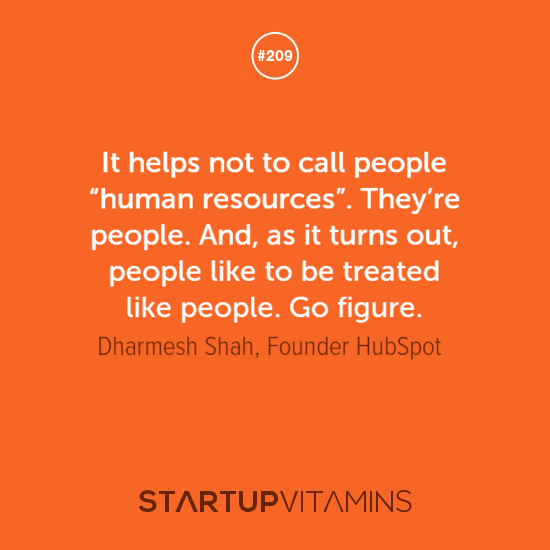 #209
It helps not to call people
“human resources”. They’re
people. And, as it turns out,
people like to be treated
like people. Go figure.
Dharmesh Shah, Founder HubSpot
STARTUPVITAMINS